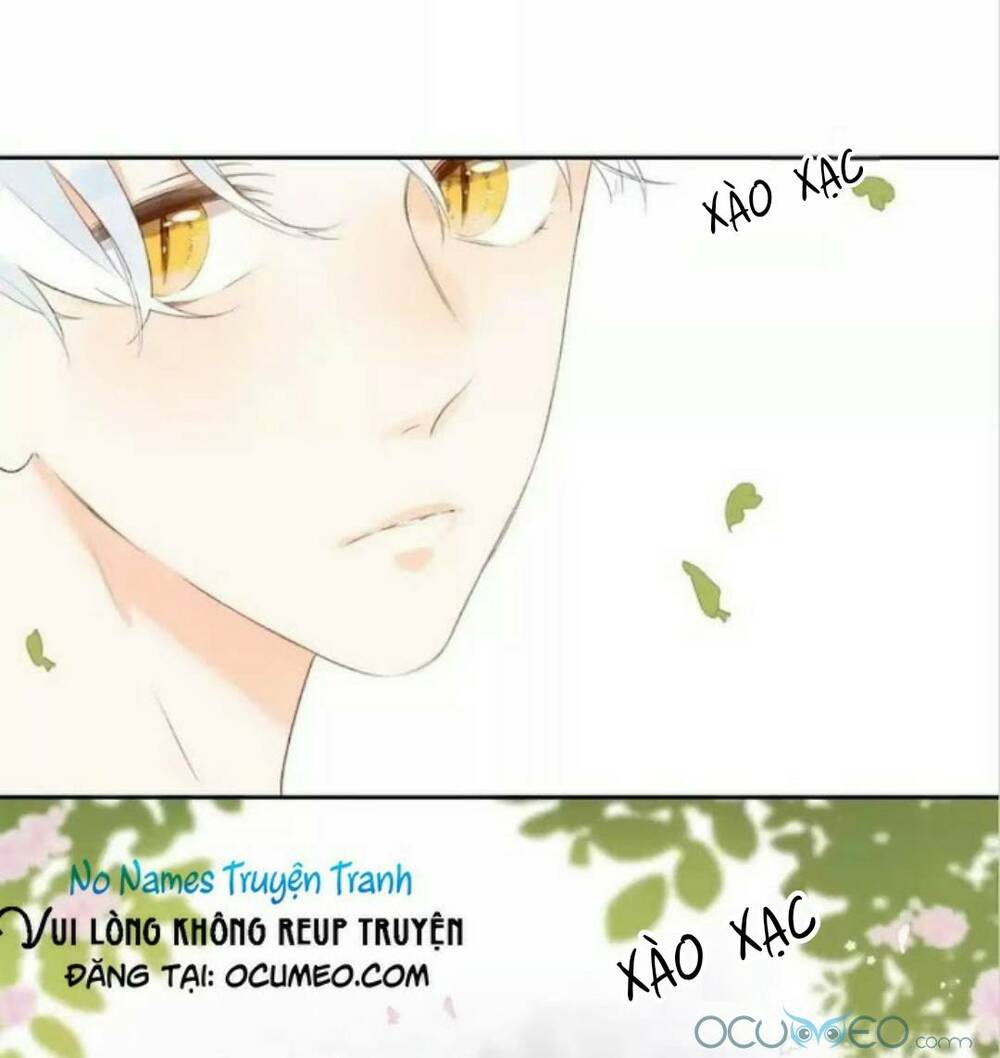 XÀO XẠC
No Names Truyện Tranh
VUI LÒNG KHÔNG REUP TRUYỆN
ĐĂNG TẠI: OCUMEO.COM
XÀO XẠC
OCUMEO.com